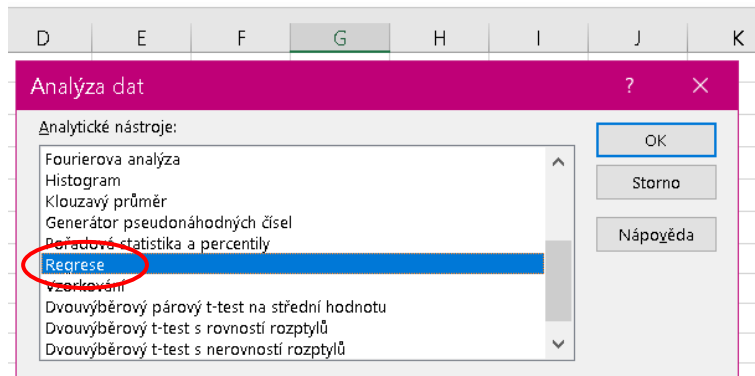 D E F G H I J K
Analýza dat ? ×
Analytické nástroje:
OK
Fourierova analýza
Histogram
Storno
Klouzavý průměr
Generátor pseudonáhodných čísel
Nápověda
Pořadová statistika a percentily
Regrese
Vzorkování
Dvouvýběrový párový t-test na střední hodnotu
Dvouvýběrový t-test s rovností rozptylů
Dvouvýběrový t-test s nerovností rozptylů